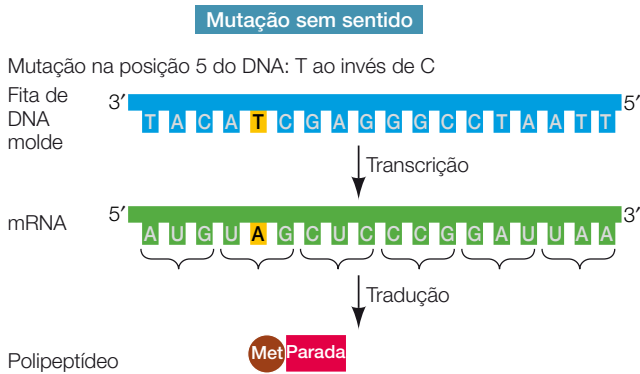 Mutação sem sentido
Mutação na posição 5 do DNA: T ao invés de C
Fita de DNA molde
3′ T A C A T C G A G G G C C T A A T T 5′
Transcrição
mRNA
5′ A U G U A G C U C C C G G A U U A A 3′
Tradução
Polipeptídeo Met Parada